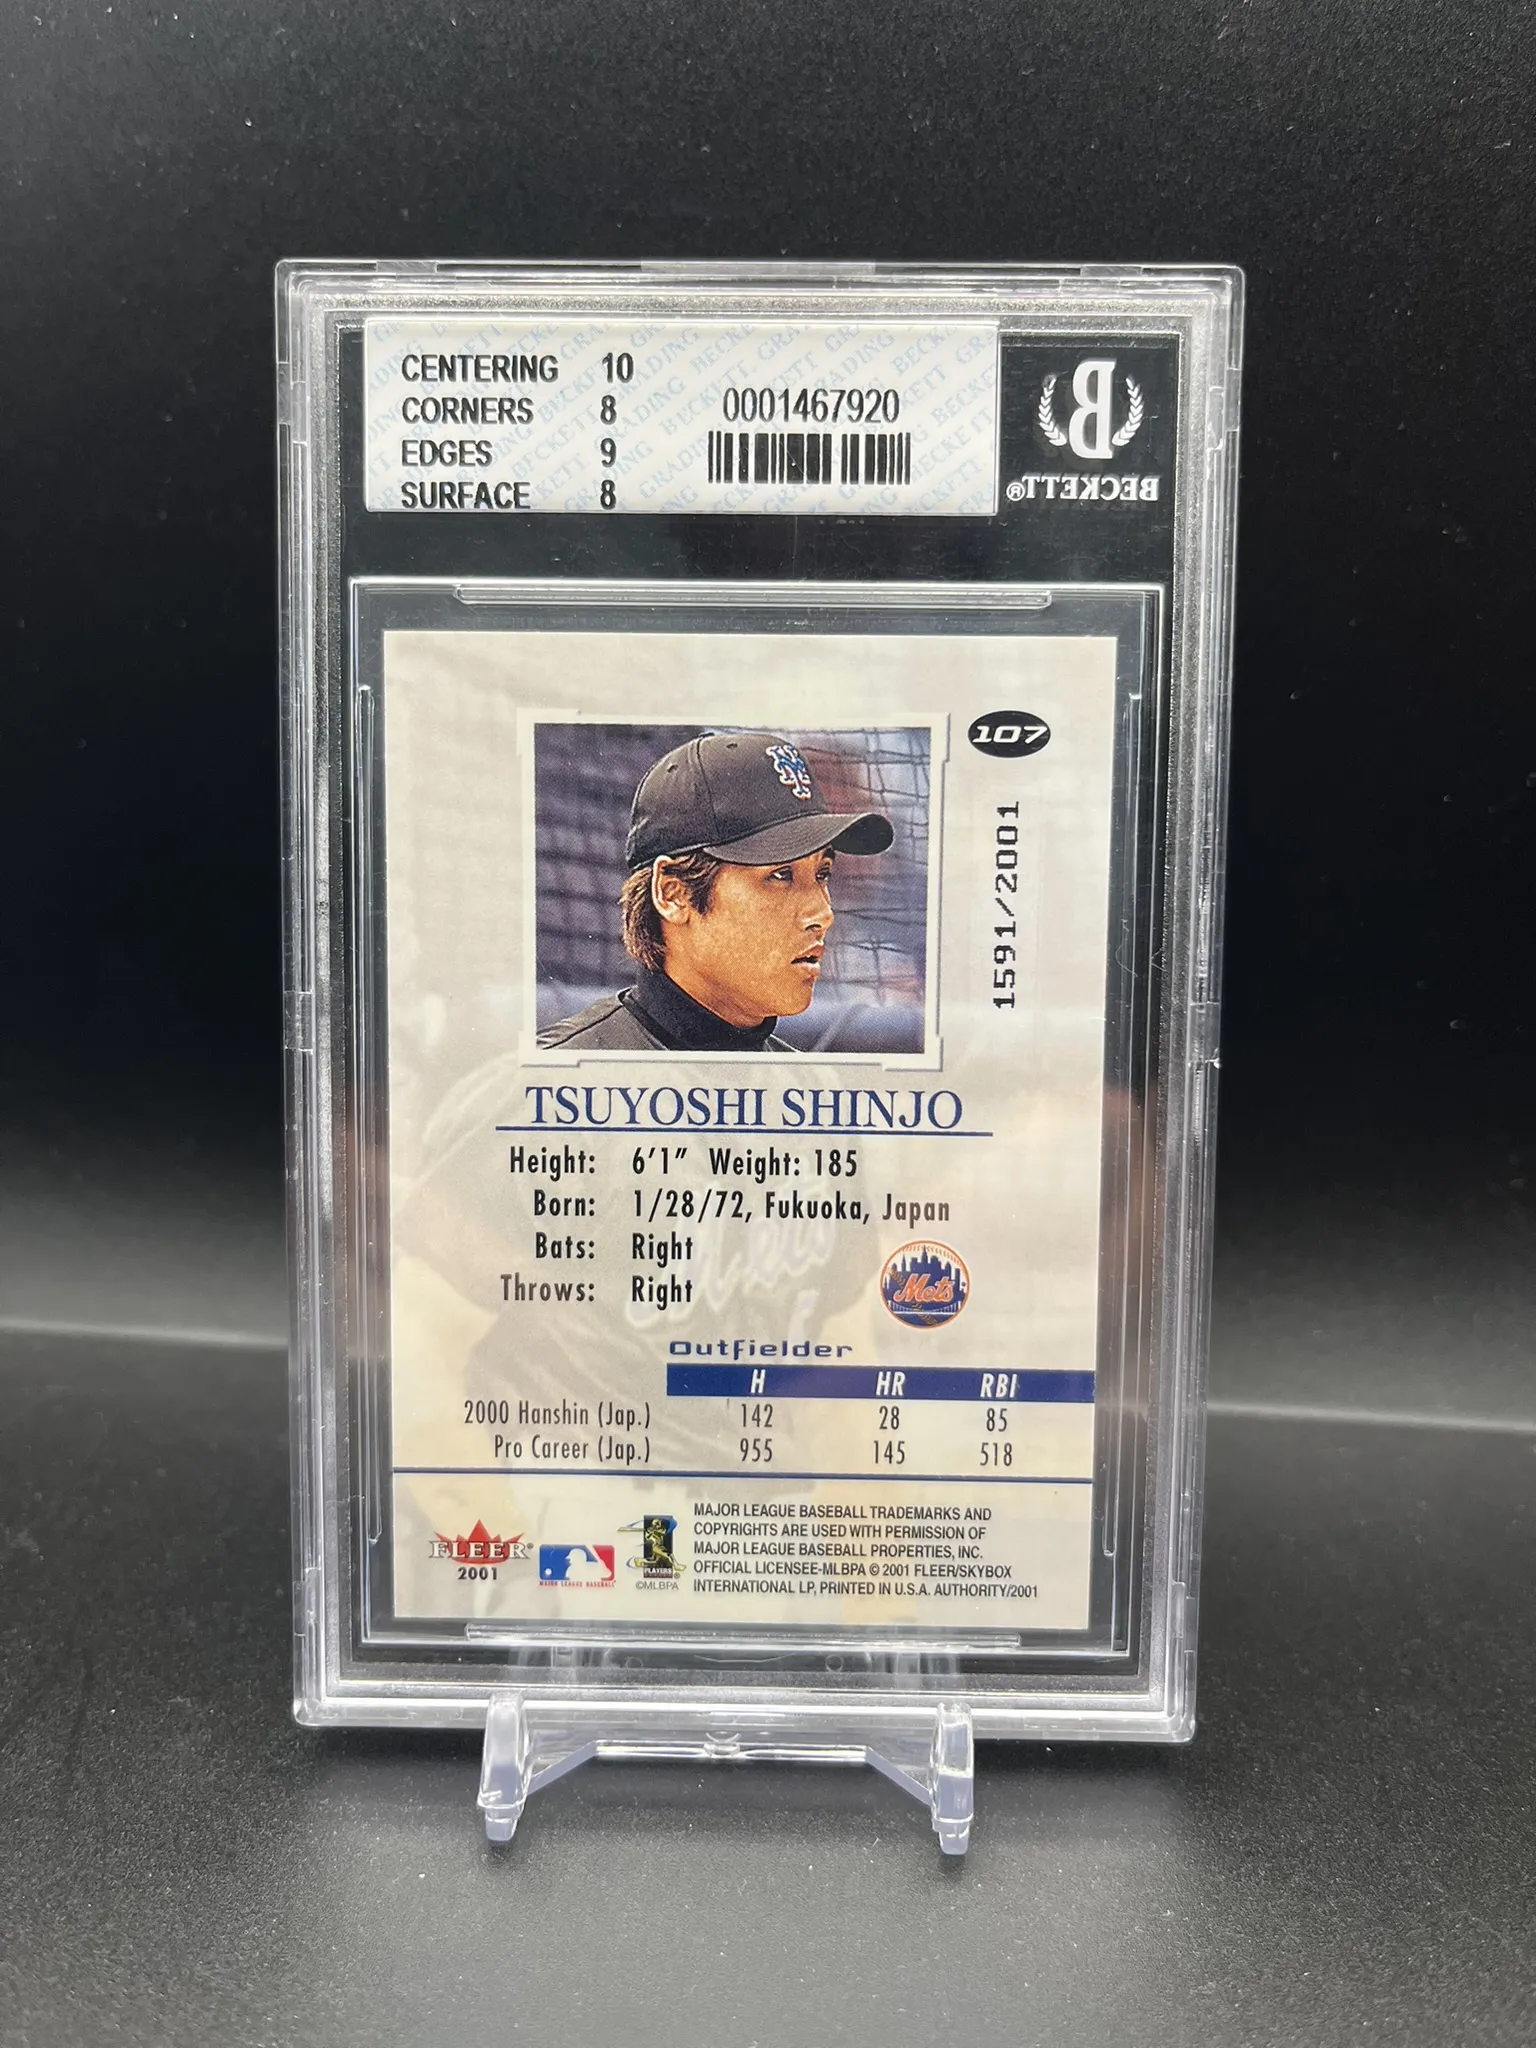 CENTERING 10
CORNERS 8
EDGES 9
SURFACE 8
0001467920
BECKETT®
107
1591/2001
TSUYOSHI SHINJO
Height: 6'1" Weight: 185
Born: 1/28/72, Fukuoka, Japan
Bats: Right
Throws: Right
Mets
Outfielder
H HR RBI
2000 Hanshin (Jap.) 142 28 85
Pro Career (Jap.) 955 145 518
FLEER®
2001
MAJOR LEAGUE BASEBALL
PLAYERS
©MLBPA
MAJOR LEAGUE BASEBALL TRADEMARKS AND
COPYRIGHTS ARE USED WITH PERMISSION OF
MAJOR LEAGUE BASEBALL PROPERTIES, INC.
OFFICIAL LICENSEE-MLBPA © 2001 FLEER/SKYBOX
INTERNATIONAL LP, PRINTED IN U.S.A. AUTHORITY/2001